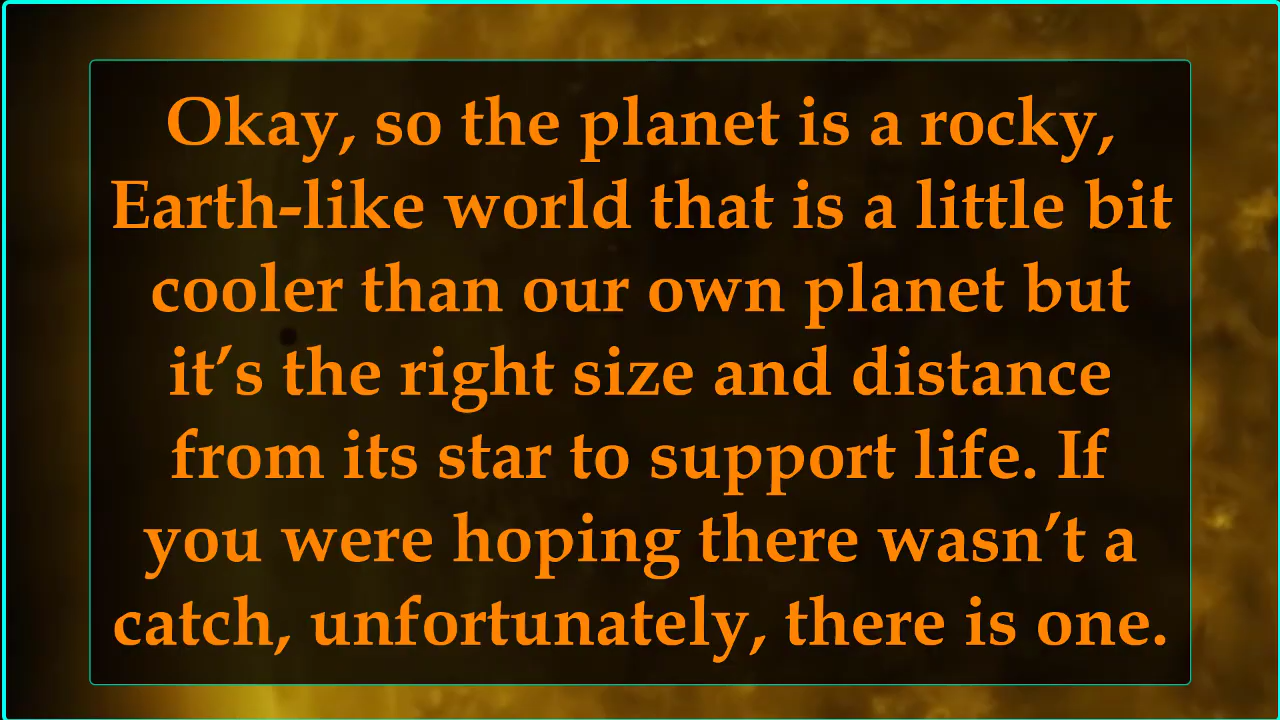 Okay, so the planet is a rocky,
Earth-like world that is a little bit
cooler than our own planet but
it’s the right size and distance
from its star to support life. If
you were hoping there wasn’t a
catch, unfortunately, there is one.